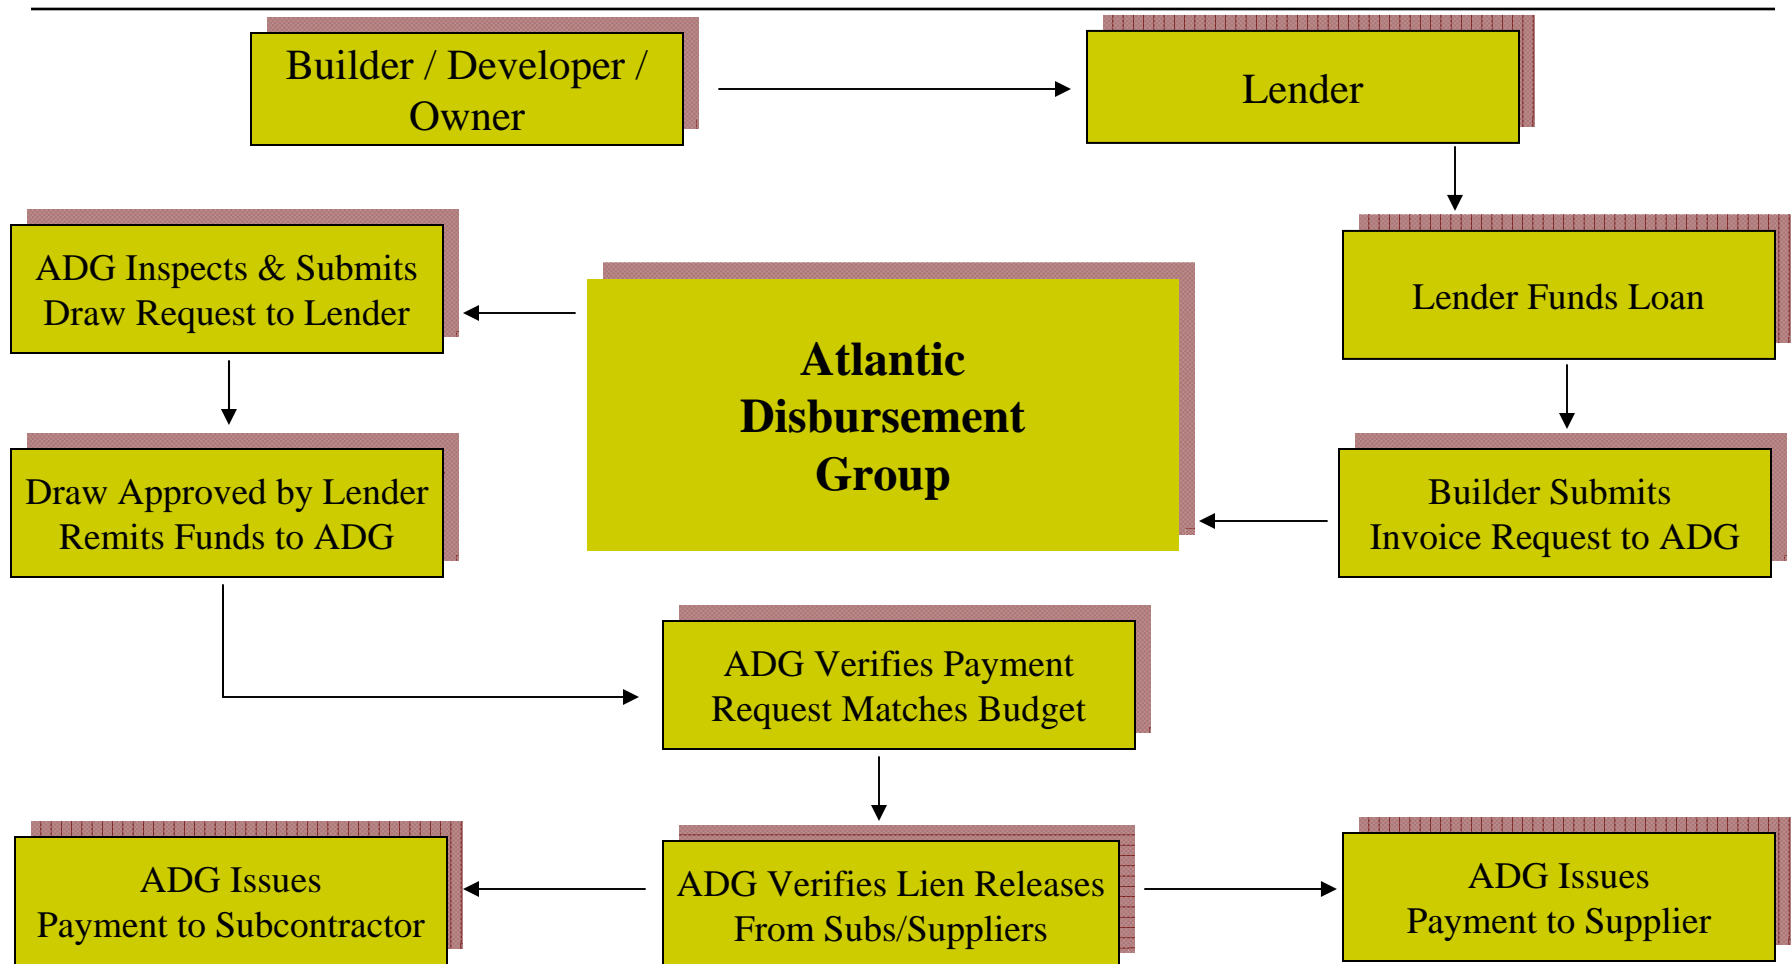 Builder / Developer /
Owner
Lender
ADG Inspects & Submits
Draw Request to Lender
Lender Funds Loan
Atlantic
Disbursement
Group
Draw Approved by Lender
Remits Funds to ADG
Builder Submits
Invoice Request to ADG
ADG Verifies Payment
Request Matches Budget
ADG Issues
Payment to Subcontractor
ADG Verifies Lien Releases
From Subs/Suppliers
ADG Issues
Payment to Supplier